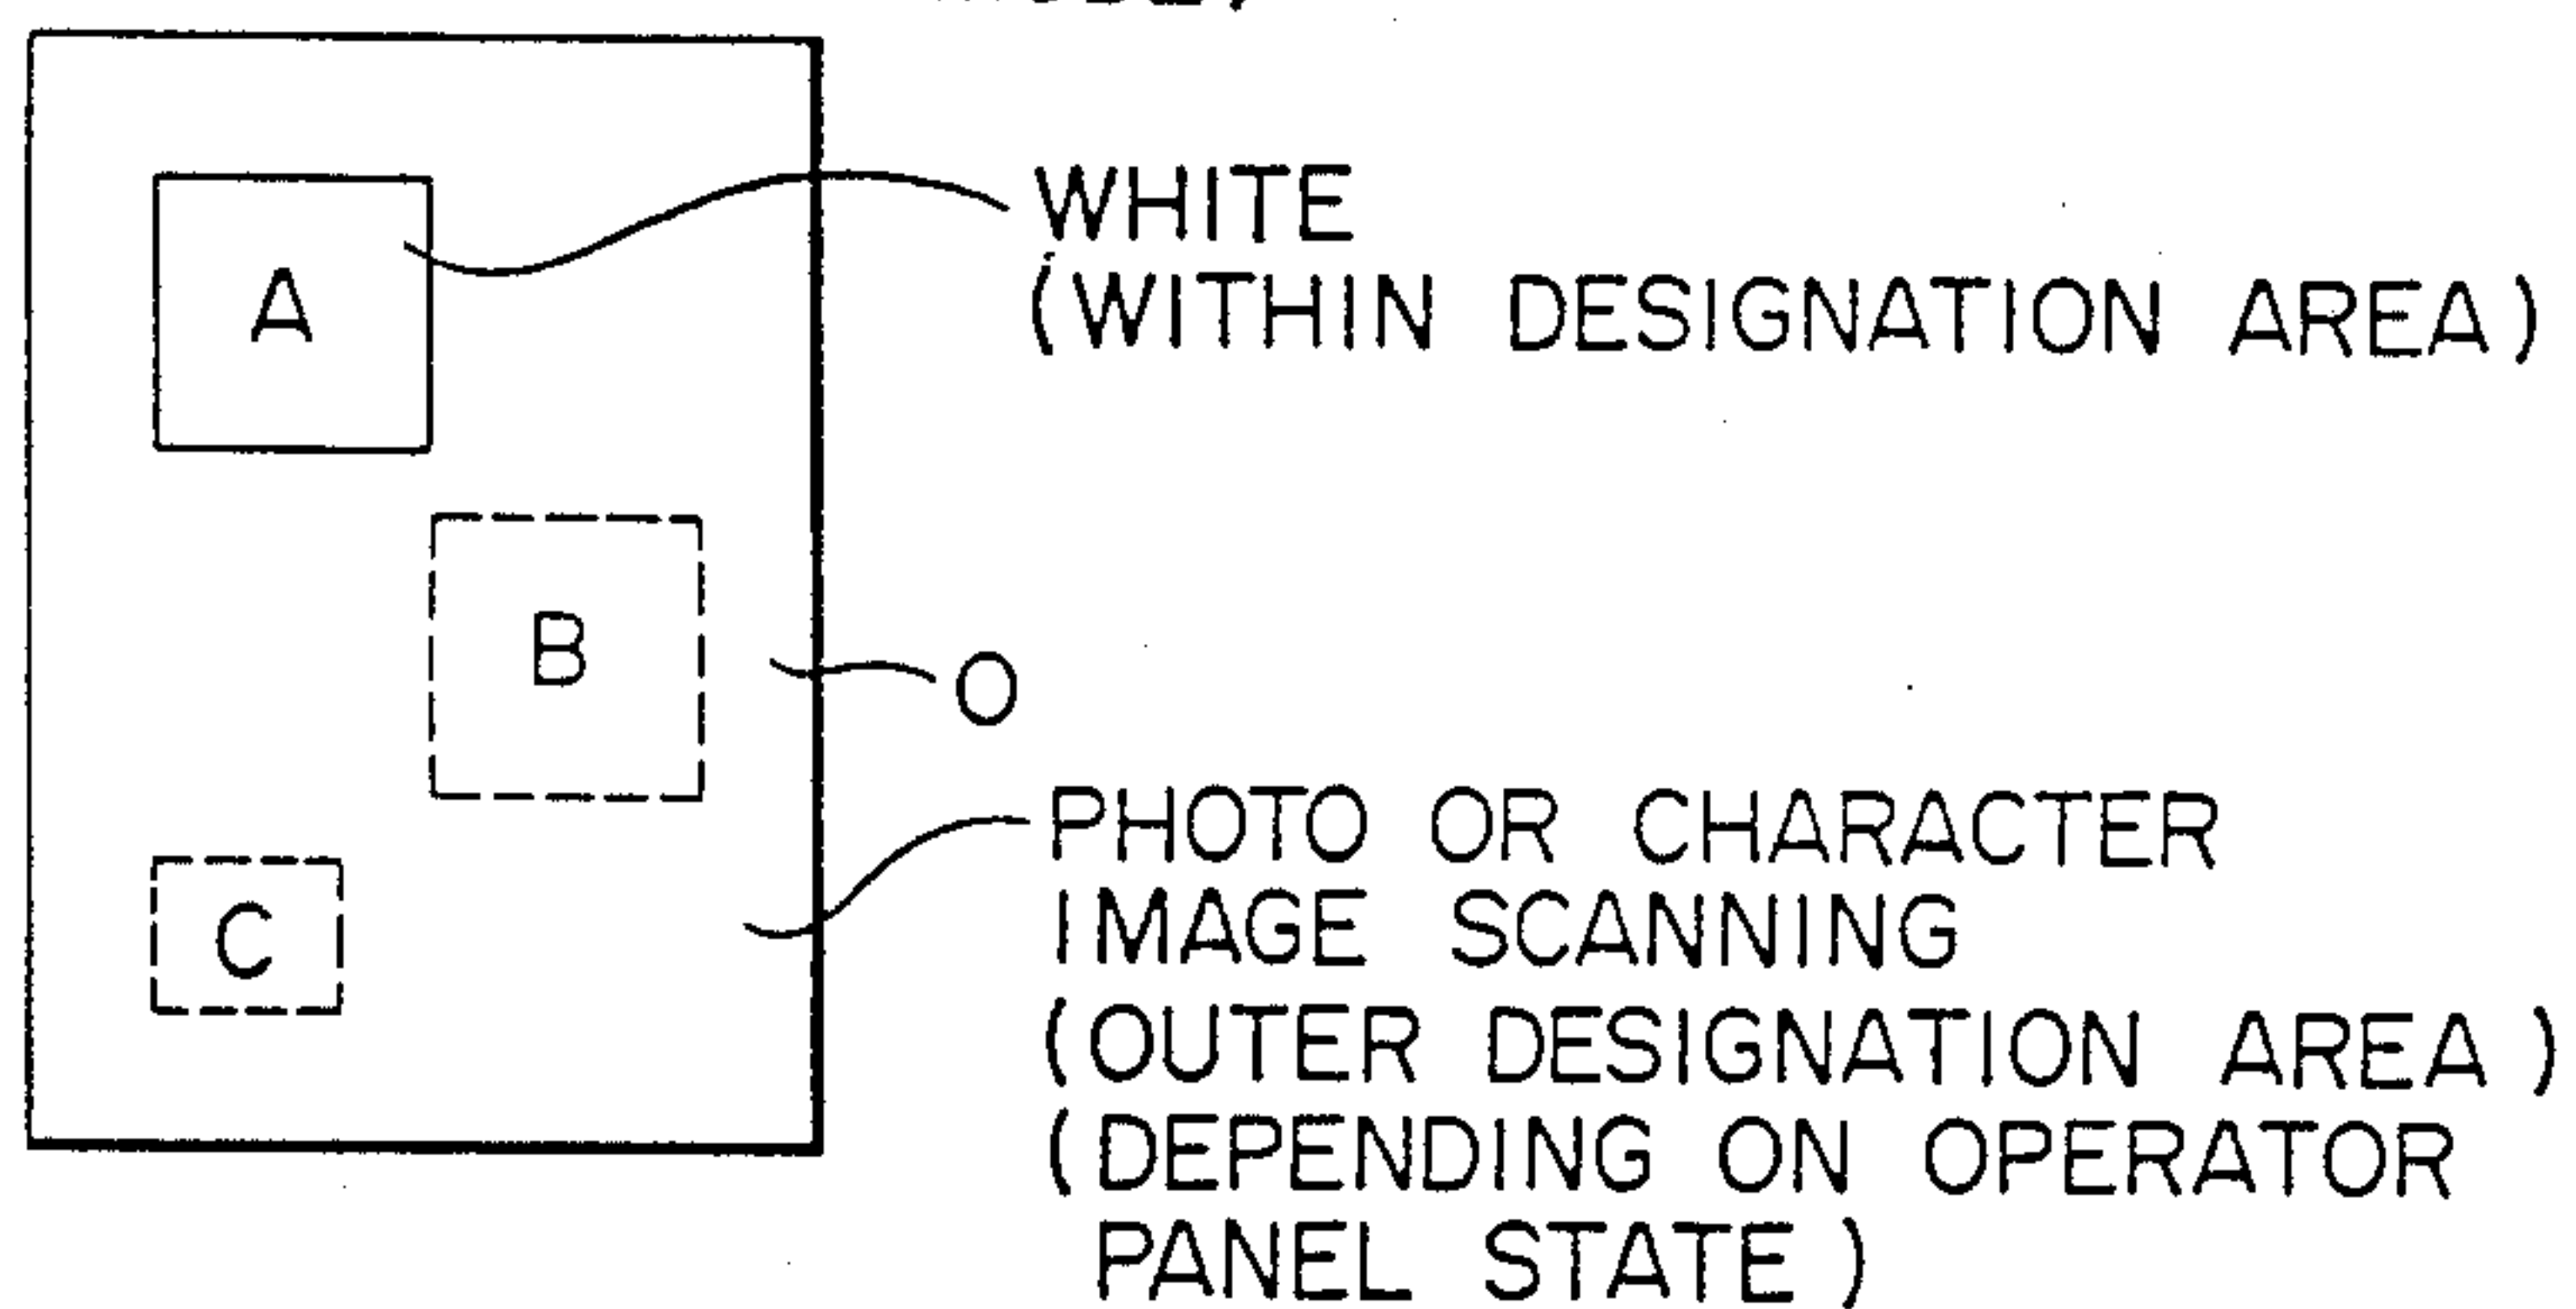 WHITE
(WITHIN DESIGNATION AREA)
A
B
O
PHOTO OR CHARACTER
IMAGE SCANNING
(OUTER DESIGNATION AREA)
(DEPENDING ON OPERATOR
PANEL STATE)
C